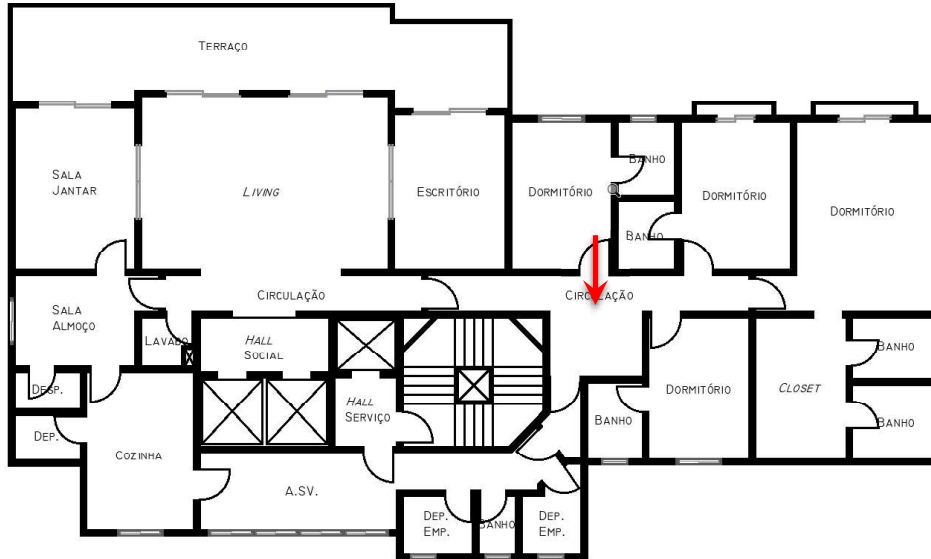 TERRAÇO
SALA
JANTAR
LIVING
ESCRITÓRIO
DORMITÓRIO
BANHO
BANHO
DORMITÓRIO
DORMITÓRIO
CIRCULAÇÃO
CIRCULAÇÃO
SALA
ALMOÇO
LAVABO
HALL
SOCIAL
HALL
SERVIÇO
DESP.
DEP.
COZINHA
A.SV.
BANHO
DORMITÓRIO
CLOSET
BANHO
BANHO
DEP.
EMP.
BANHO
DEP.
EMP.